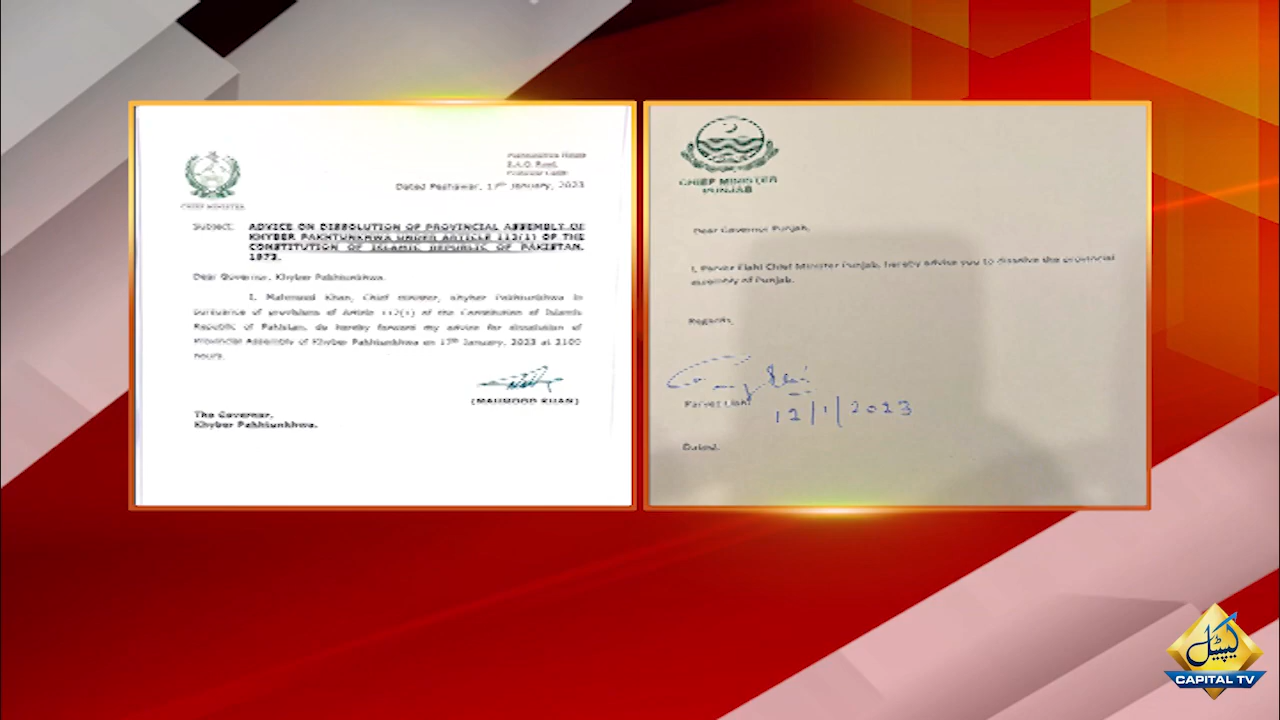 CHIEF MINISTER
Dated Peshawar, 17th January, 2023
Subject: ADVICE ON DISSOLUTION OF PROVINCIAL ASSEMBLY OF
KHYBER PAKHTUNKHWA UNDER ARTICLE 112(1) OF THE
CONSTITUTION OF ISLAMIC REPUBLIC OF PAKISTAN,
1973.
Dear Governor, Khyber Pakhtunkhwa.
I, Mahmood Khan, Chief minister, Khyber Pakhtunkhwa in
pursuance of provisions of Article 112(1) of the Constitution of Islamic
Republic of Pakistan, do hereby forward my advice for dissolution of
Provincial Assembly of Khyber Pakhtunkhwa on 17th January, 2023 at 2100
hours.
(MAHMOOD KHAN)
The Governor,
Khyber Pakhtunkhwa.
CHIEF MINISTER
PUNJAB
Dear Governor Punjab,
I, Parvez Elahi Chief Minister Punjab, hereby advise you to dissolve the provincial
assembly of Punjab.
Regards,
Parvez Elahi
12/1/2023
Dated.
کیپیٹل
CAPITAL TV